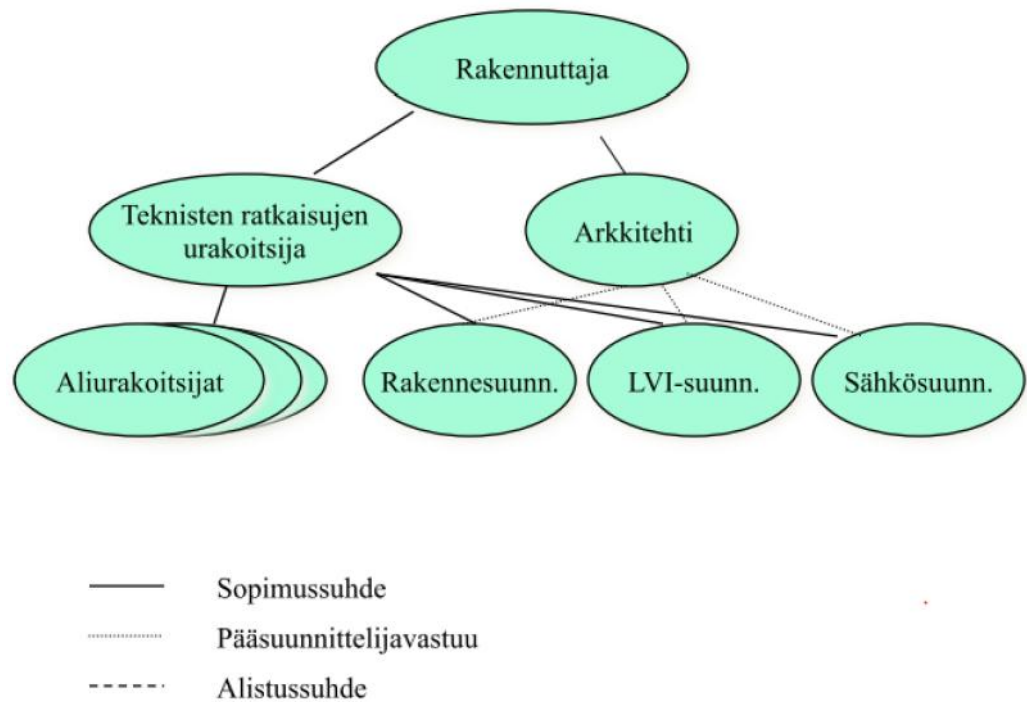 Rakennuttaja
Teknisten ratkaisujen
urakoitsija
Arkkitehti
Aliurakoitsijat
Rakennesuunn.
LVI-suunn.
Sähkösuunn.
Sopimussuhde
Pääsuunnittelijavastuu
Alistussuhde